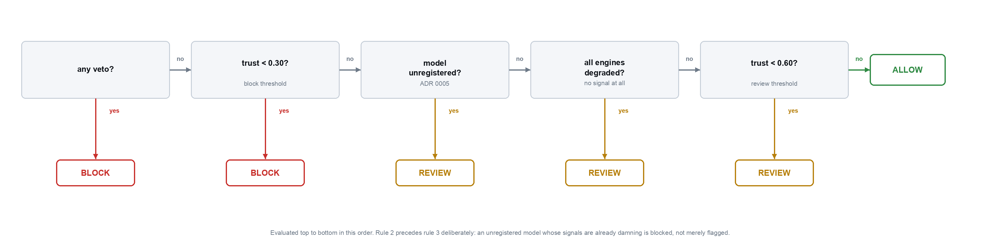 any veto?
no
trust < 0.30?
block threshold
no
model
unregistered?
ADR 0005
no
all engines
degraded?
no signal at all
no
trust < 0.60?
review threshold
no
ALLOW
yes
yes
yes
yes
yes
BLOCK
BLOCK
REVIEW
REVIEW
REVIEW
Evaluated top to bottom in this order. Rule 2 precedes rule 3 deliberately: an unregistered model whose signals are already damning is blocked, not merely flagged.